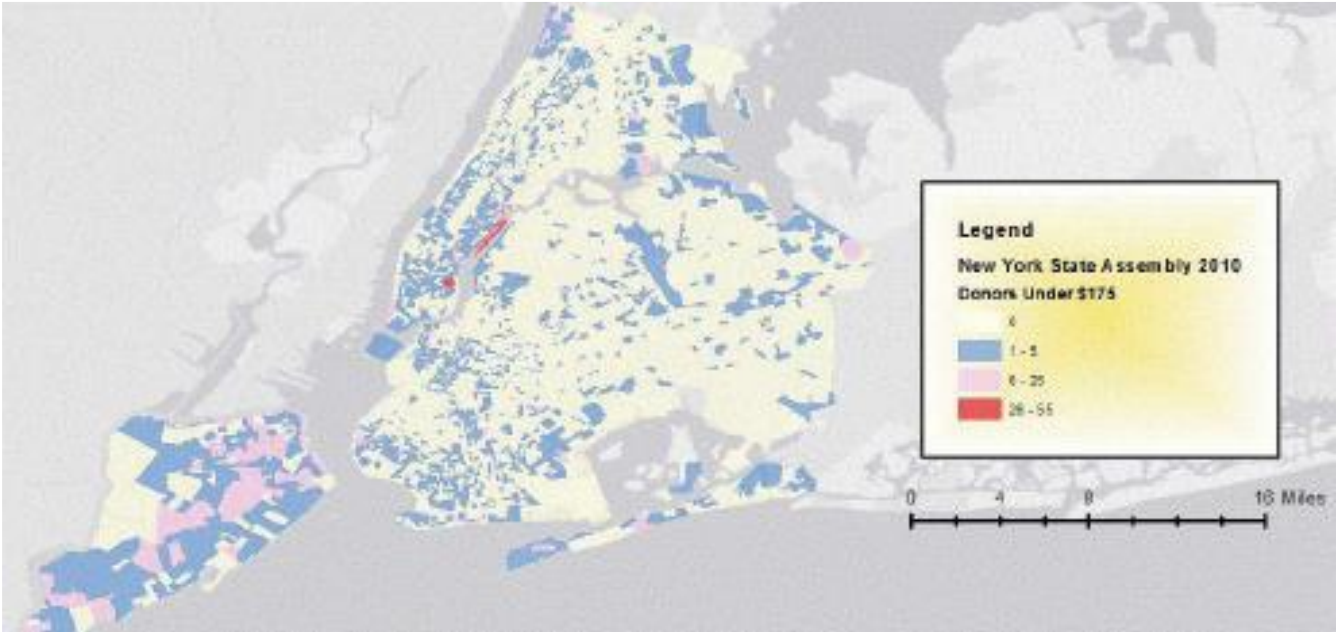 Legend
New York State Assembly 2010
Donors Under $175
0
1 - 5
6 - 25
26 - 55
0 4 8 16 Miles